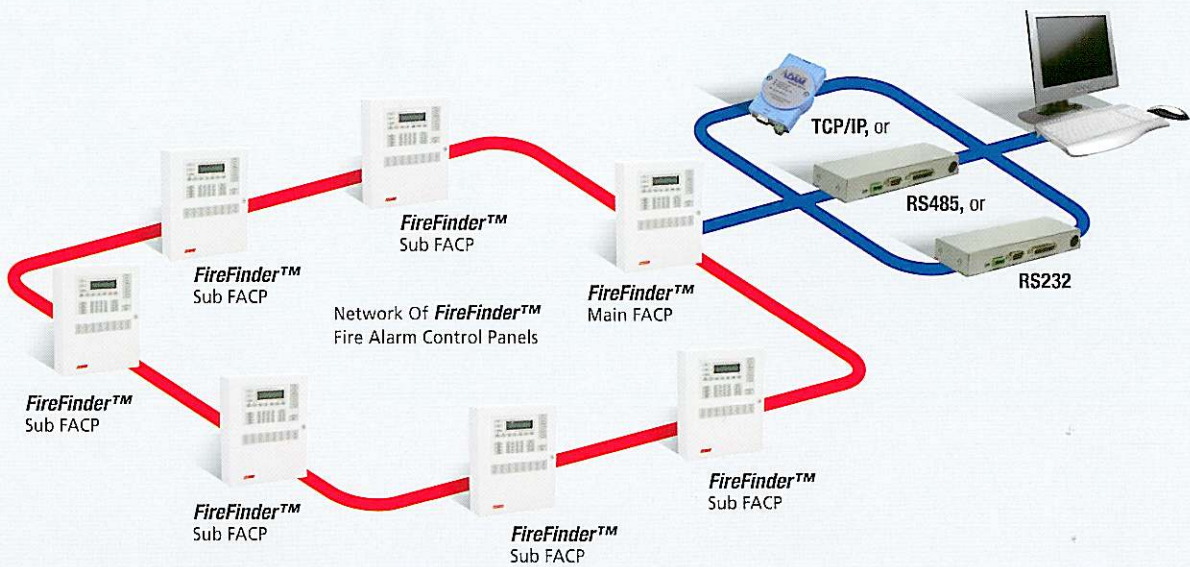 ADAM
TCP/IP, or
RS485, or
RS232
FireFinder™
Sub FACP
FireFinder™
Sub FACP
FireFinder™
Main FACP
Network Of FireFinder™
Fire Alarm Control Panels
FireFinder™
Sub FACP
FireFinder™
Sub FACP
FireFinder™
Sub FACP
FireFinder™
Sub FACP